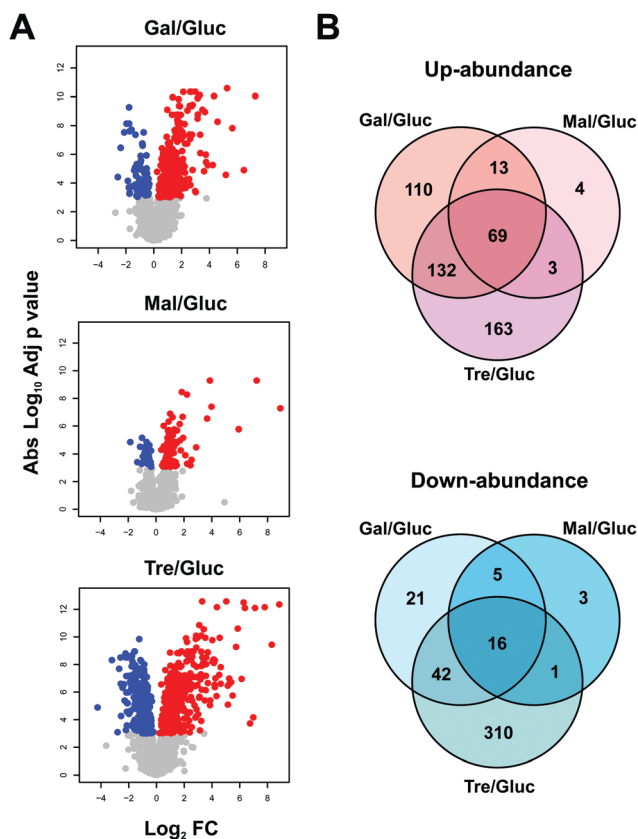 A
B
Gal/Gluc
12
10
8
6
4
2
0
−4 −2 0 2 4 6 8
Mal/Gluc
12
10
8
6
4
2
0
−4 −2 0 2 4 6 8
Tre/Gluc
12
10
8
6
4
2
0
−4 −2 0 2 4 6 8
Abs Log₁₀ Adj p value
Log₂ FC
Up-abundance
Gal/Gluc
Mal/Gluc
13
110
4
69
132
3
163
Tre/Gluc
Down-abundance
Gal/Gluc
Mal/Gluc
5
21
3
16
42
1
310
Tre/Gluc